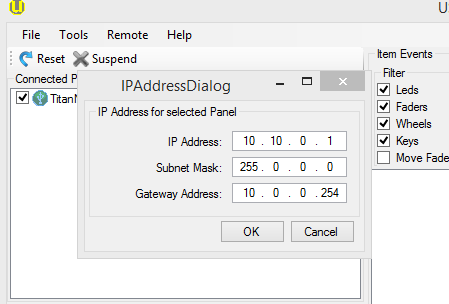 U
File Tools Remote Help
Reset Suspend
Connected P
Titan
IPAddressDialog
IP Address for selected Panel
IP Address: 10 . 10 . 0 . 1
Subnet Mask: 255 . 0 . 0 . 0
Gateway Address: 10 . 0 . 0 . 254
OK Cancel
Item Events
Filter
Leds
Faders
Wheels
Keys
Move Fade